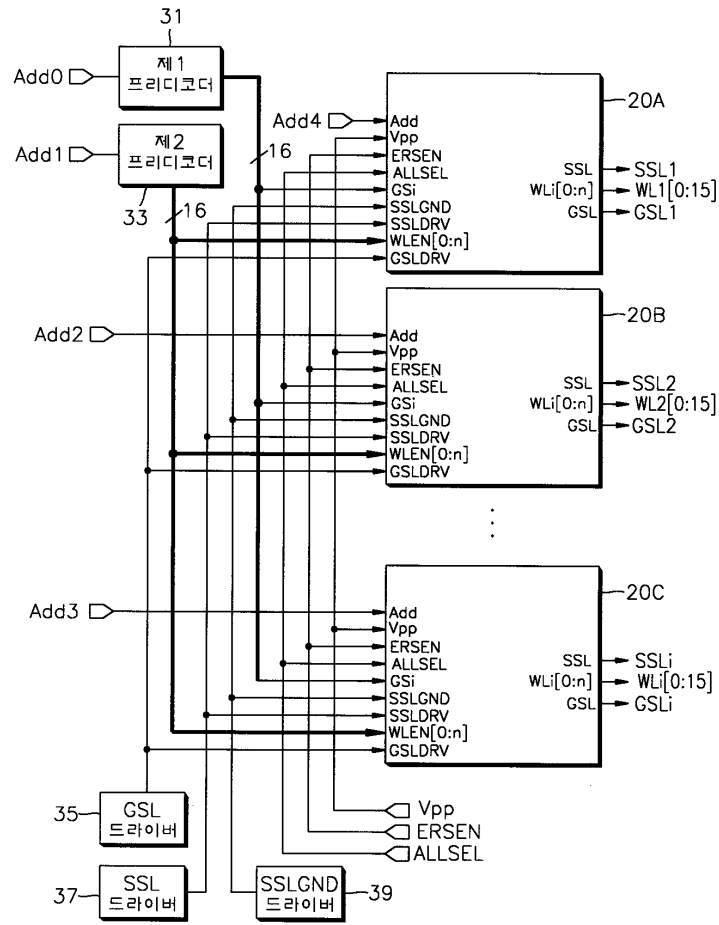 31
Add0
제1
프리디코더
Add1
제2
프리디코더
33
16
16
Add4
Add
Vpp
ERSEN
ALLSEL
GSi
SSLGND
SSLDRV
WLEN[0:n]
GSLDRV
SSL
WLi[0:n]
GSL
20A
SSL1
WL1[0:15]
GSL1
Add2
Add
Vpp
ERSEN
ALLSEL
GSi
SSLGND
SSLDRV
WLEN[0:n]
GSLDRV
SSL
WLi[0:n]
GSL
20B
SSL2
WL2[0:15]
GSL2
Add3
Add
Vpp
ERSEN
ALLSEL
GSi
SSLGND
SSLDRV
WLEN[0:n]
GSLDRV
SSL
WLi[0:n]
GSL
20C
SSLi
WLi[0:15]
GSLi
35
GSL
드라이버
Vpp
ERSEN
ALLSEL
37
SSL
드라이버
SSLGND
드라이버
39